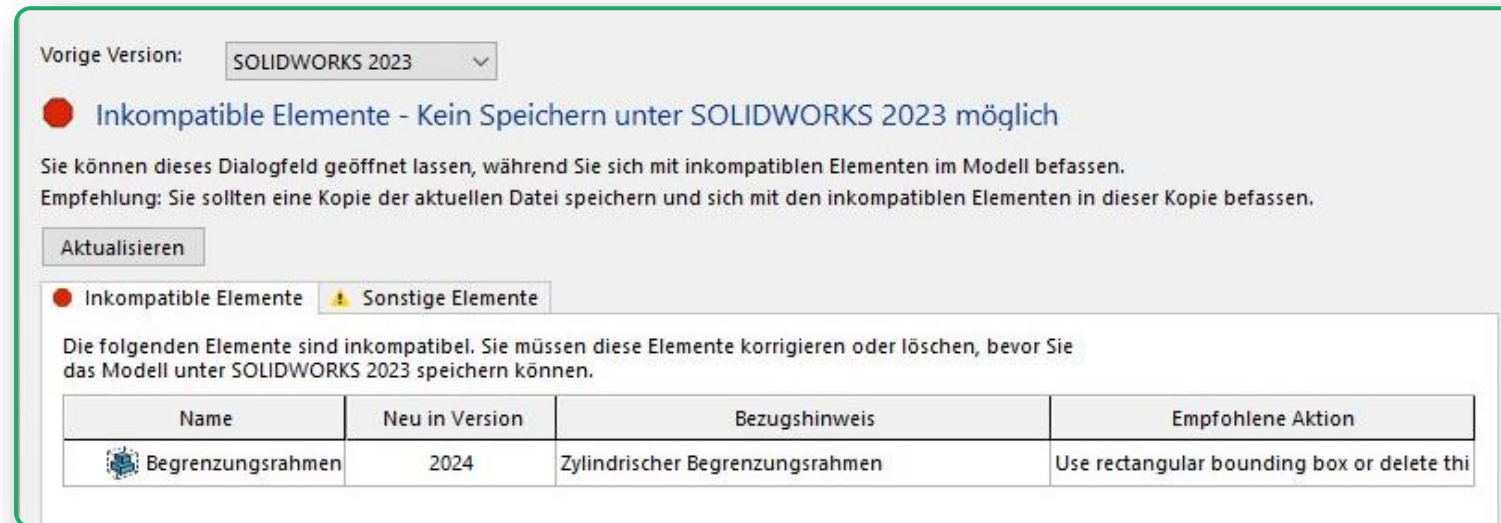 Vorige Version: SOLIDWORKS 2023
Inkompatible Elemente - Kein Speichern unter SOLIDWORKS 2023 möglich
Sie können dieses Dialogfeld geöffnet lassen, während Sie sich mit inkompatiblen Elementen im Modell befassen.
Empfehlung: Sie sollten eine Kopie der aktuellen Datei speichern und sich mit den inkompatiblen Elementen in dieser Kopie befassen.
Aktualisieren
Inkompatible Elemente Sonstige Elemente
Die folgenden Elemente sind inkompatibel. Sie müssen diese Elemente korrigieren oder löschen, bevor Sie
das Modell unter SOLIDWORKS 2023 speichern können.
Name Neu in Version Bezugshinweis Empfohlene Aktion
Begrenzungsrahmen 2024 Zylindrischer Begrenzungsrahmen Use rectangular bounding box or delete thi